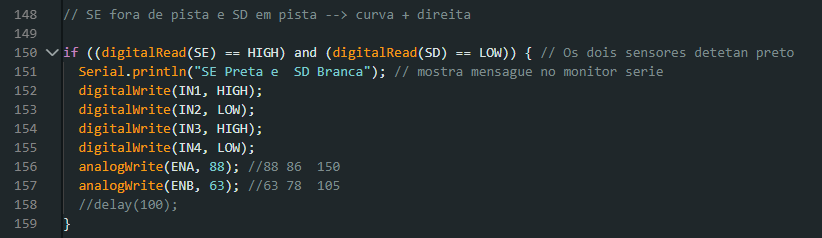 148 // SE fora de pista e SD em pista --> curva + direita
149
150 if ((digitalRead(SE) == HIGH) and (digitalRead(SD) == LOW)) { // Os dois sensores detetan preto
151 Serial.println("SE Preta e  SD Branca"); // mostra mensague no monitor serie
152 digitalWrite(IN1, HIGH);
153 digitalWrite(IN2, LOW);
154 digitalWrite(IN3, HIGH);
155 digitalWrite(IN4, LOW);
156 analogWrite(ENA, 88); //88 86  150
157 analogWrite(ENB, 63); //63 78  105
158 //delay(100);
159 }